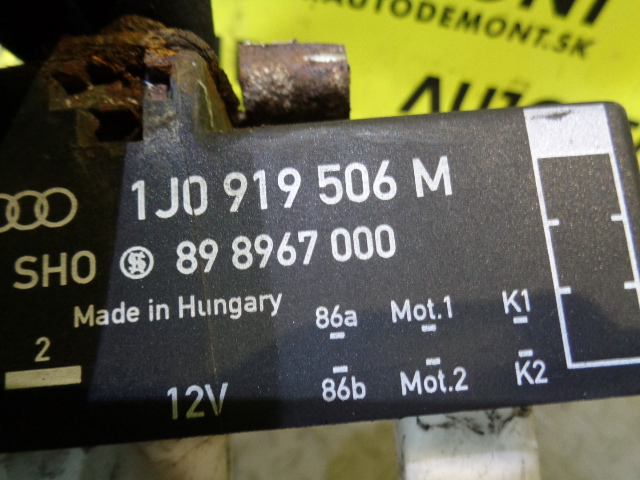 AUTODEMONT.SK
1J0 919 506 M
SHO 89 8967 000
Made in Hungary
86a Mot.1 K1
2
86b Mot.2 K2
12V